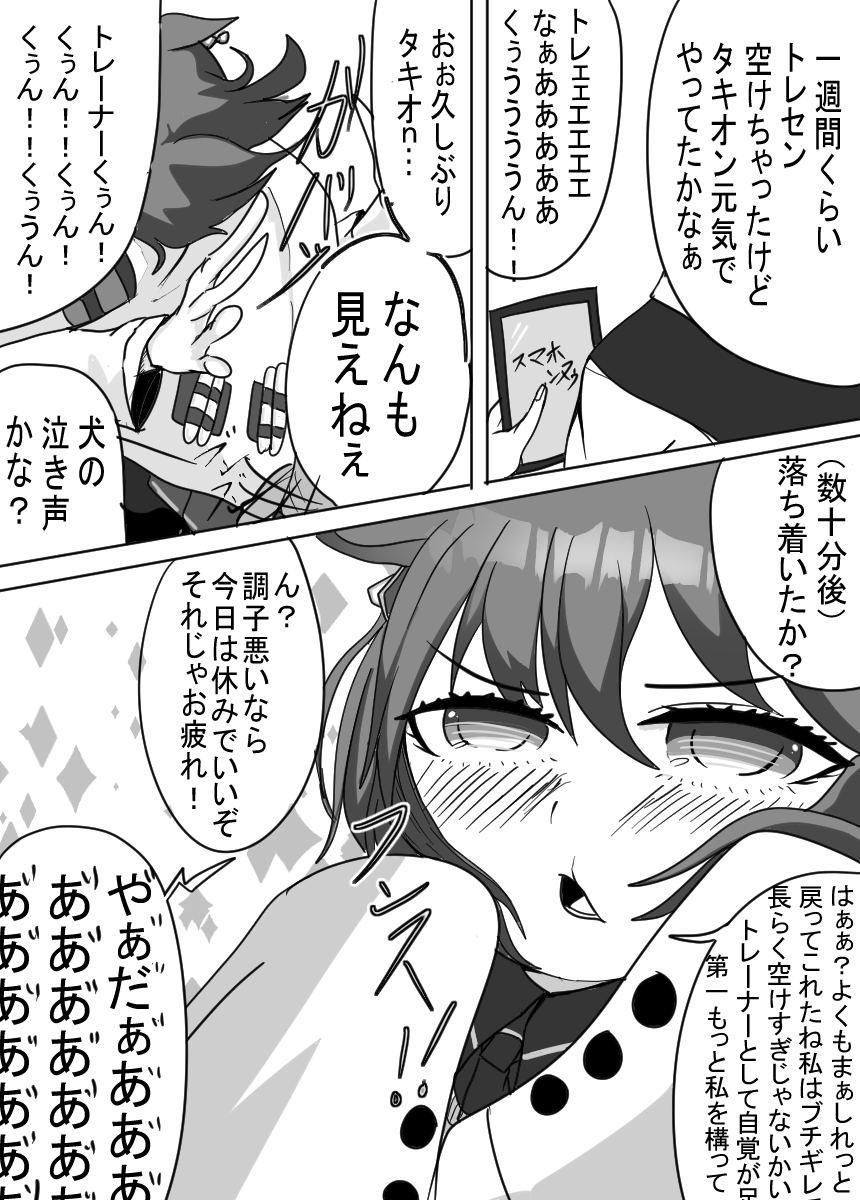 一週間くらい
トレセン
空けちゃったけど
タキオン元気で
やってたかなぁ
トレェエエエエエ
なぁあああああ
くぅうううううん！！
スマホ
おぉ久しぶり
タキオn…
ガバッ
なんも
見えねぇ
トレーナーくぅん！
くぅん！！くぅん！
くぅん！！くぅうん！
犬の
泣き声
かな？
（数十分後）
落ち着いたか？
はぁぁ？よくもまぁしれっと
戻ってこれたね私はブチギレ
長らく空けすぎじゃないかい
トレーナーとして自覚が
第一もっと私を構って
フンスー!!
ん？
調子悪いなら
今日は休みでいいぞ
それじゃお疲れ！
やぁだぁあ゛あ゛あ゛
あ゛あ゛あ゛あ゛あ゛あ゛
あ゛あ゛あ゛あ゛あ゛あ゛